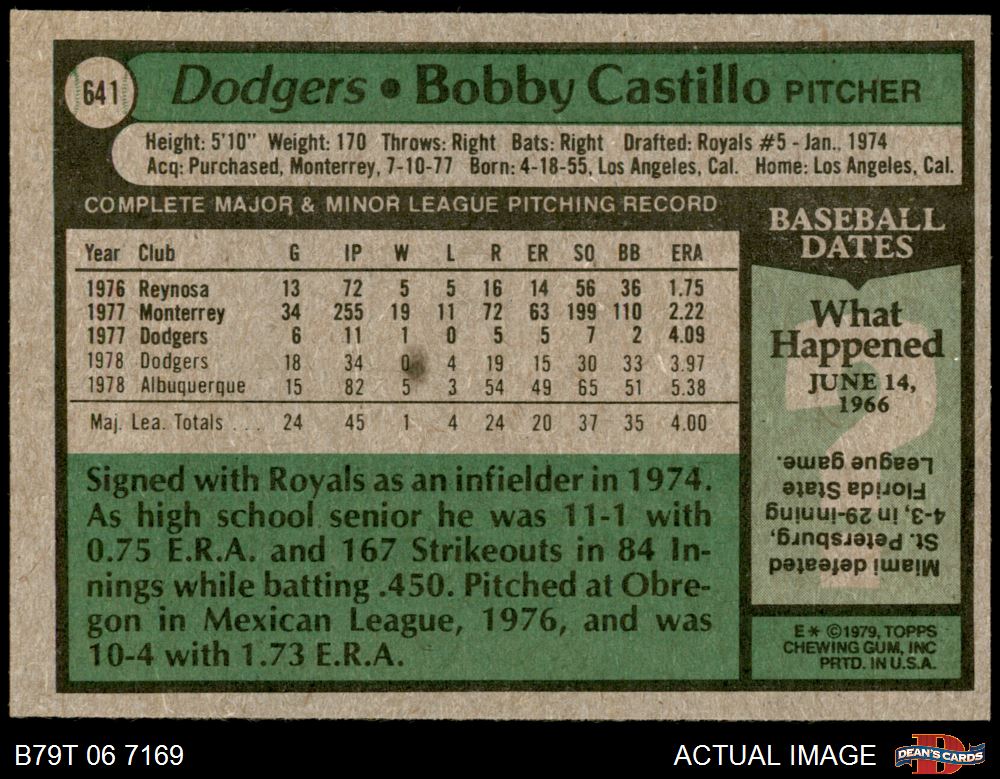 641
Dodgers • Bobby Castillo PITCHER
Height: 5'10" Weight: 170 Throws: Right Bats: Right Drafted: Royals #5 - Jan., 1974
Acq: Purchased, Monterrey, 7-10-77 Born: 4-18-55, Los Angeles, Cal. Home: Los Angeles, Cal.
COMPLETE MAJOR & MINOR LEAGUE PITCHING RECORD
Year Club G IP W L R ER SO BB ERA
1976 Reynosa 13 72 5 5 16 14 56 36 1.75
1977 Monterrey 34 255 19 11 72 63 199 110 2.22
1977 Dodgers 6 11 1 0 5 5 7 2 4.09
1978 Dodgers 18 34 0 4 19 15 30 33 3.97
1978 Albuquerque 15 82 5 3 54 49 65 51 5.38
Maj. Lea. Totals ... 24 45 1 4 24 20 37 35 4.00
Signed with Royals as an infielder in 1974.
As high school senior he was 11-1 with
0.75 E.R.A. and 167 Strikeouts in 84 In-
nings while batting .450. Pitched at Obre-
gon in Mexican League, 1976, and was
10-4 with 1.73 E.R.A.
BASEBALL
DATES
What
Happened
JUNE 14,
1966
?
Miami defeated
St. Petersburg,
4-3, in 29-inning
Florida State
League game.
E* ©1979, TOPPS
CHEWING GUM, INC
PRTD. IN U.S.A.
B79T 06 7169
ACTUAL IMAGE
DEAN'S CARDS